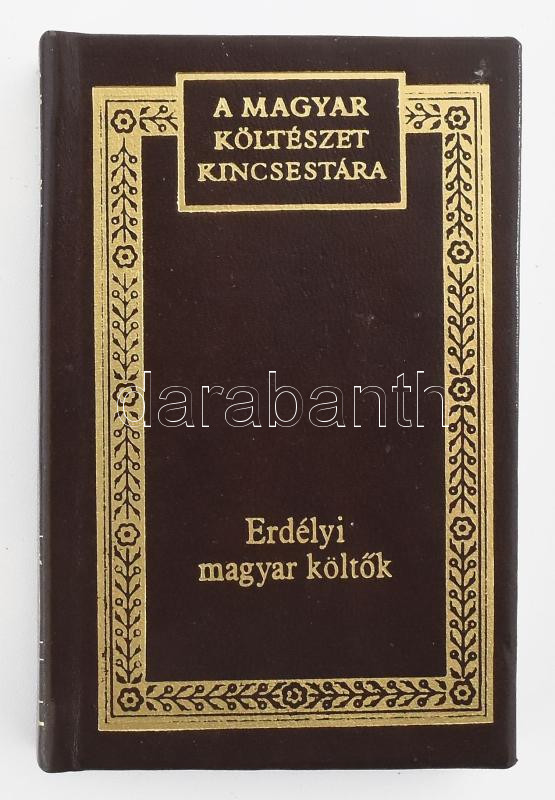 A MAGYAR
KÖLTÉSZET
KINCSESTÁRA
darabanth
Erdélyi
magyar költők